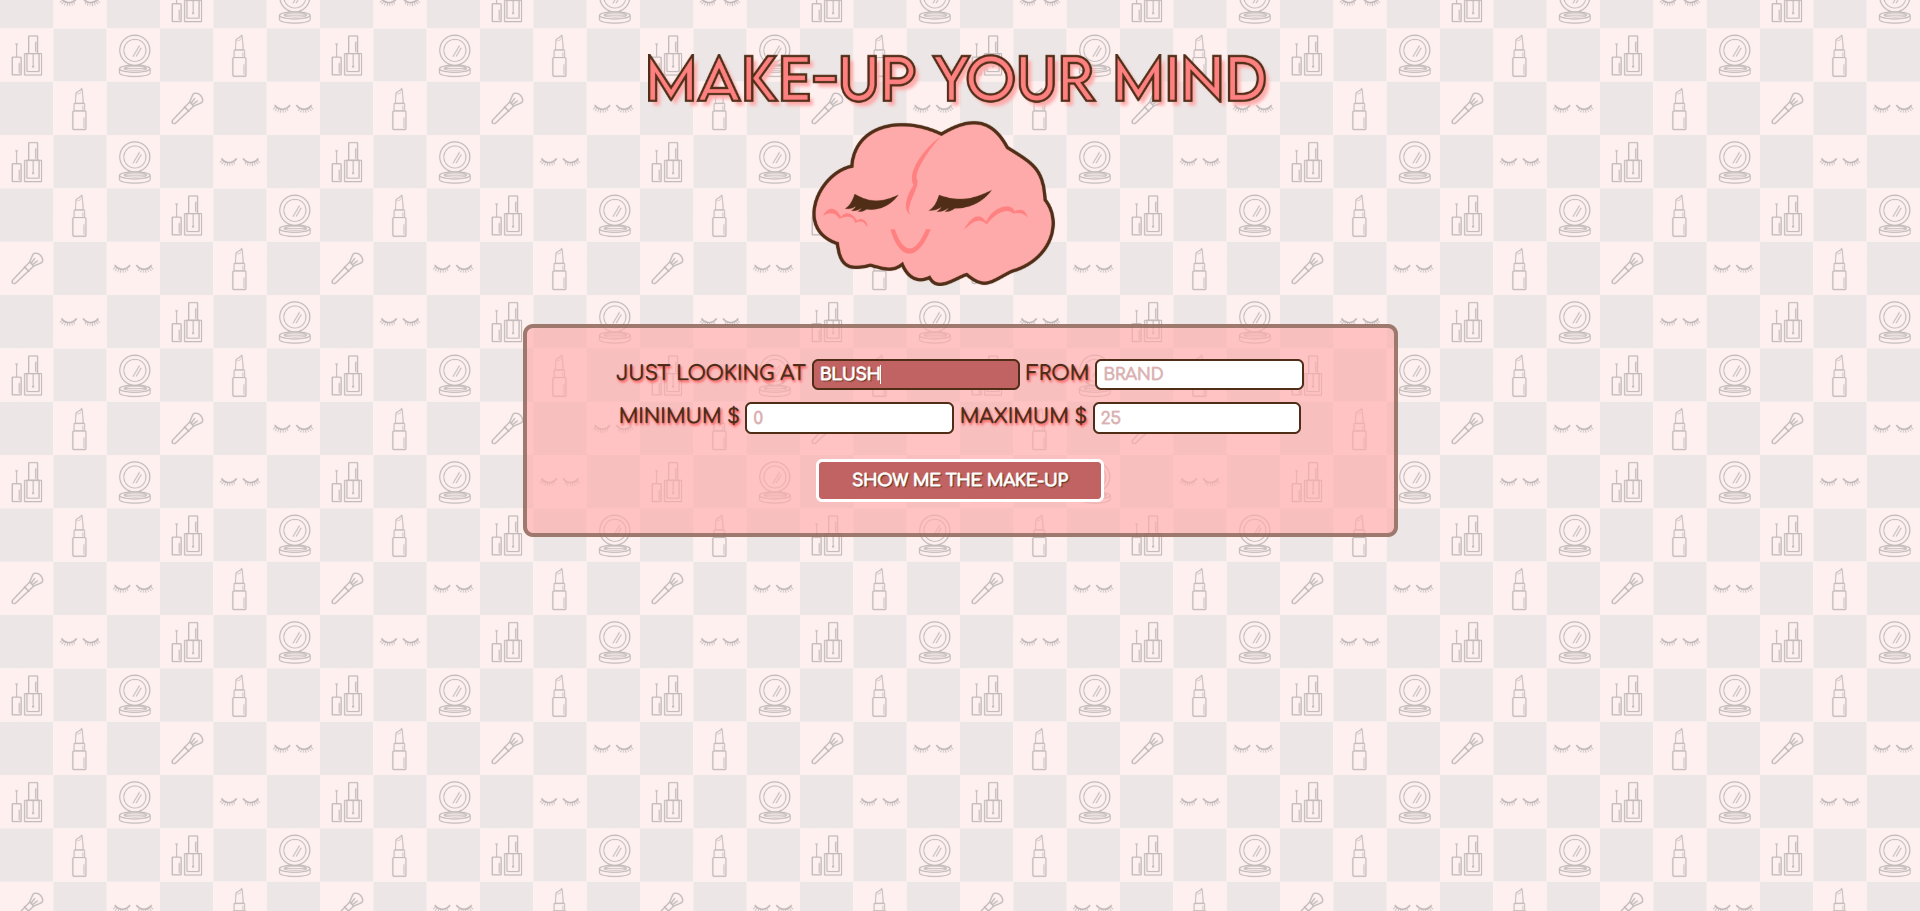 MAKE-UP YOUR MIND
JUST LOOKING AT BLUSH FROM BRAND
MINIMUM $ 0 MAXIMUM $ 25
SHOW ME THE MAKE-UP